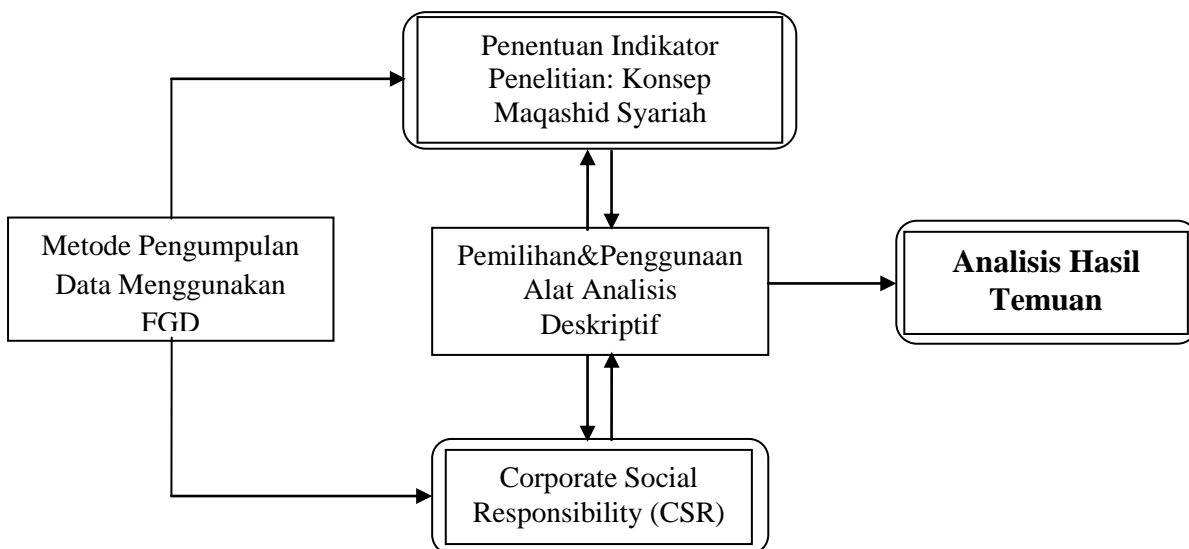 Penentuan Indikator
Penelitian: Konsep
Maqashid Syariah
Metode Pengumpulan
Data Menggunakan
FGD
Pemilihan&Penggunaan
Alat Analisis
Deskriptif
Analisis Hasil
Temuan
Corporate Social
Responsibility (CSR)